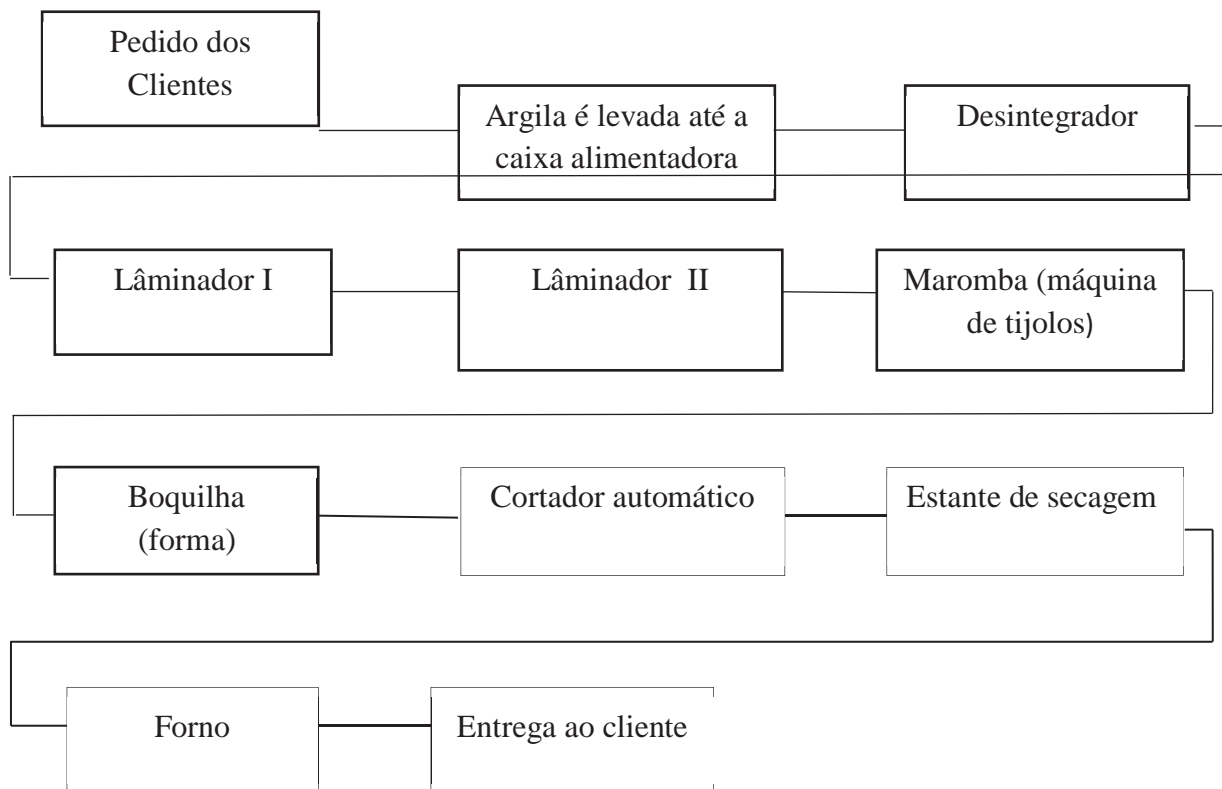 Pedido dos
Clientes
Argila é levada até a
caixa alimentadora
Desintegrador
Lâminador I
Lâminador II
Maromba (máquina
de tijolos)
Boquilha
(forma)
Cortador automático
Estante de secagem
Forno
Entrega ao cliente